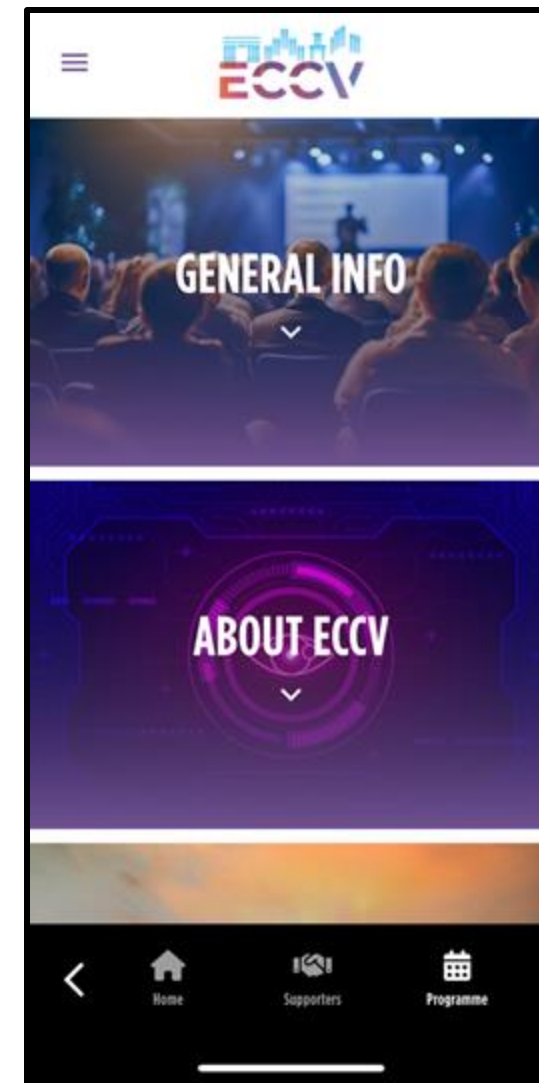 ECCV
GENERAL INFO
ABOUT ECCV
Home
Supporters
Programme